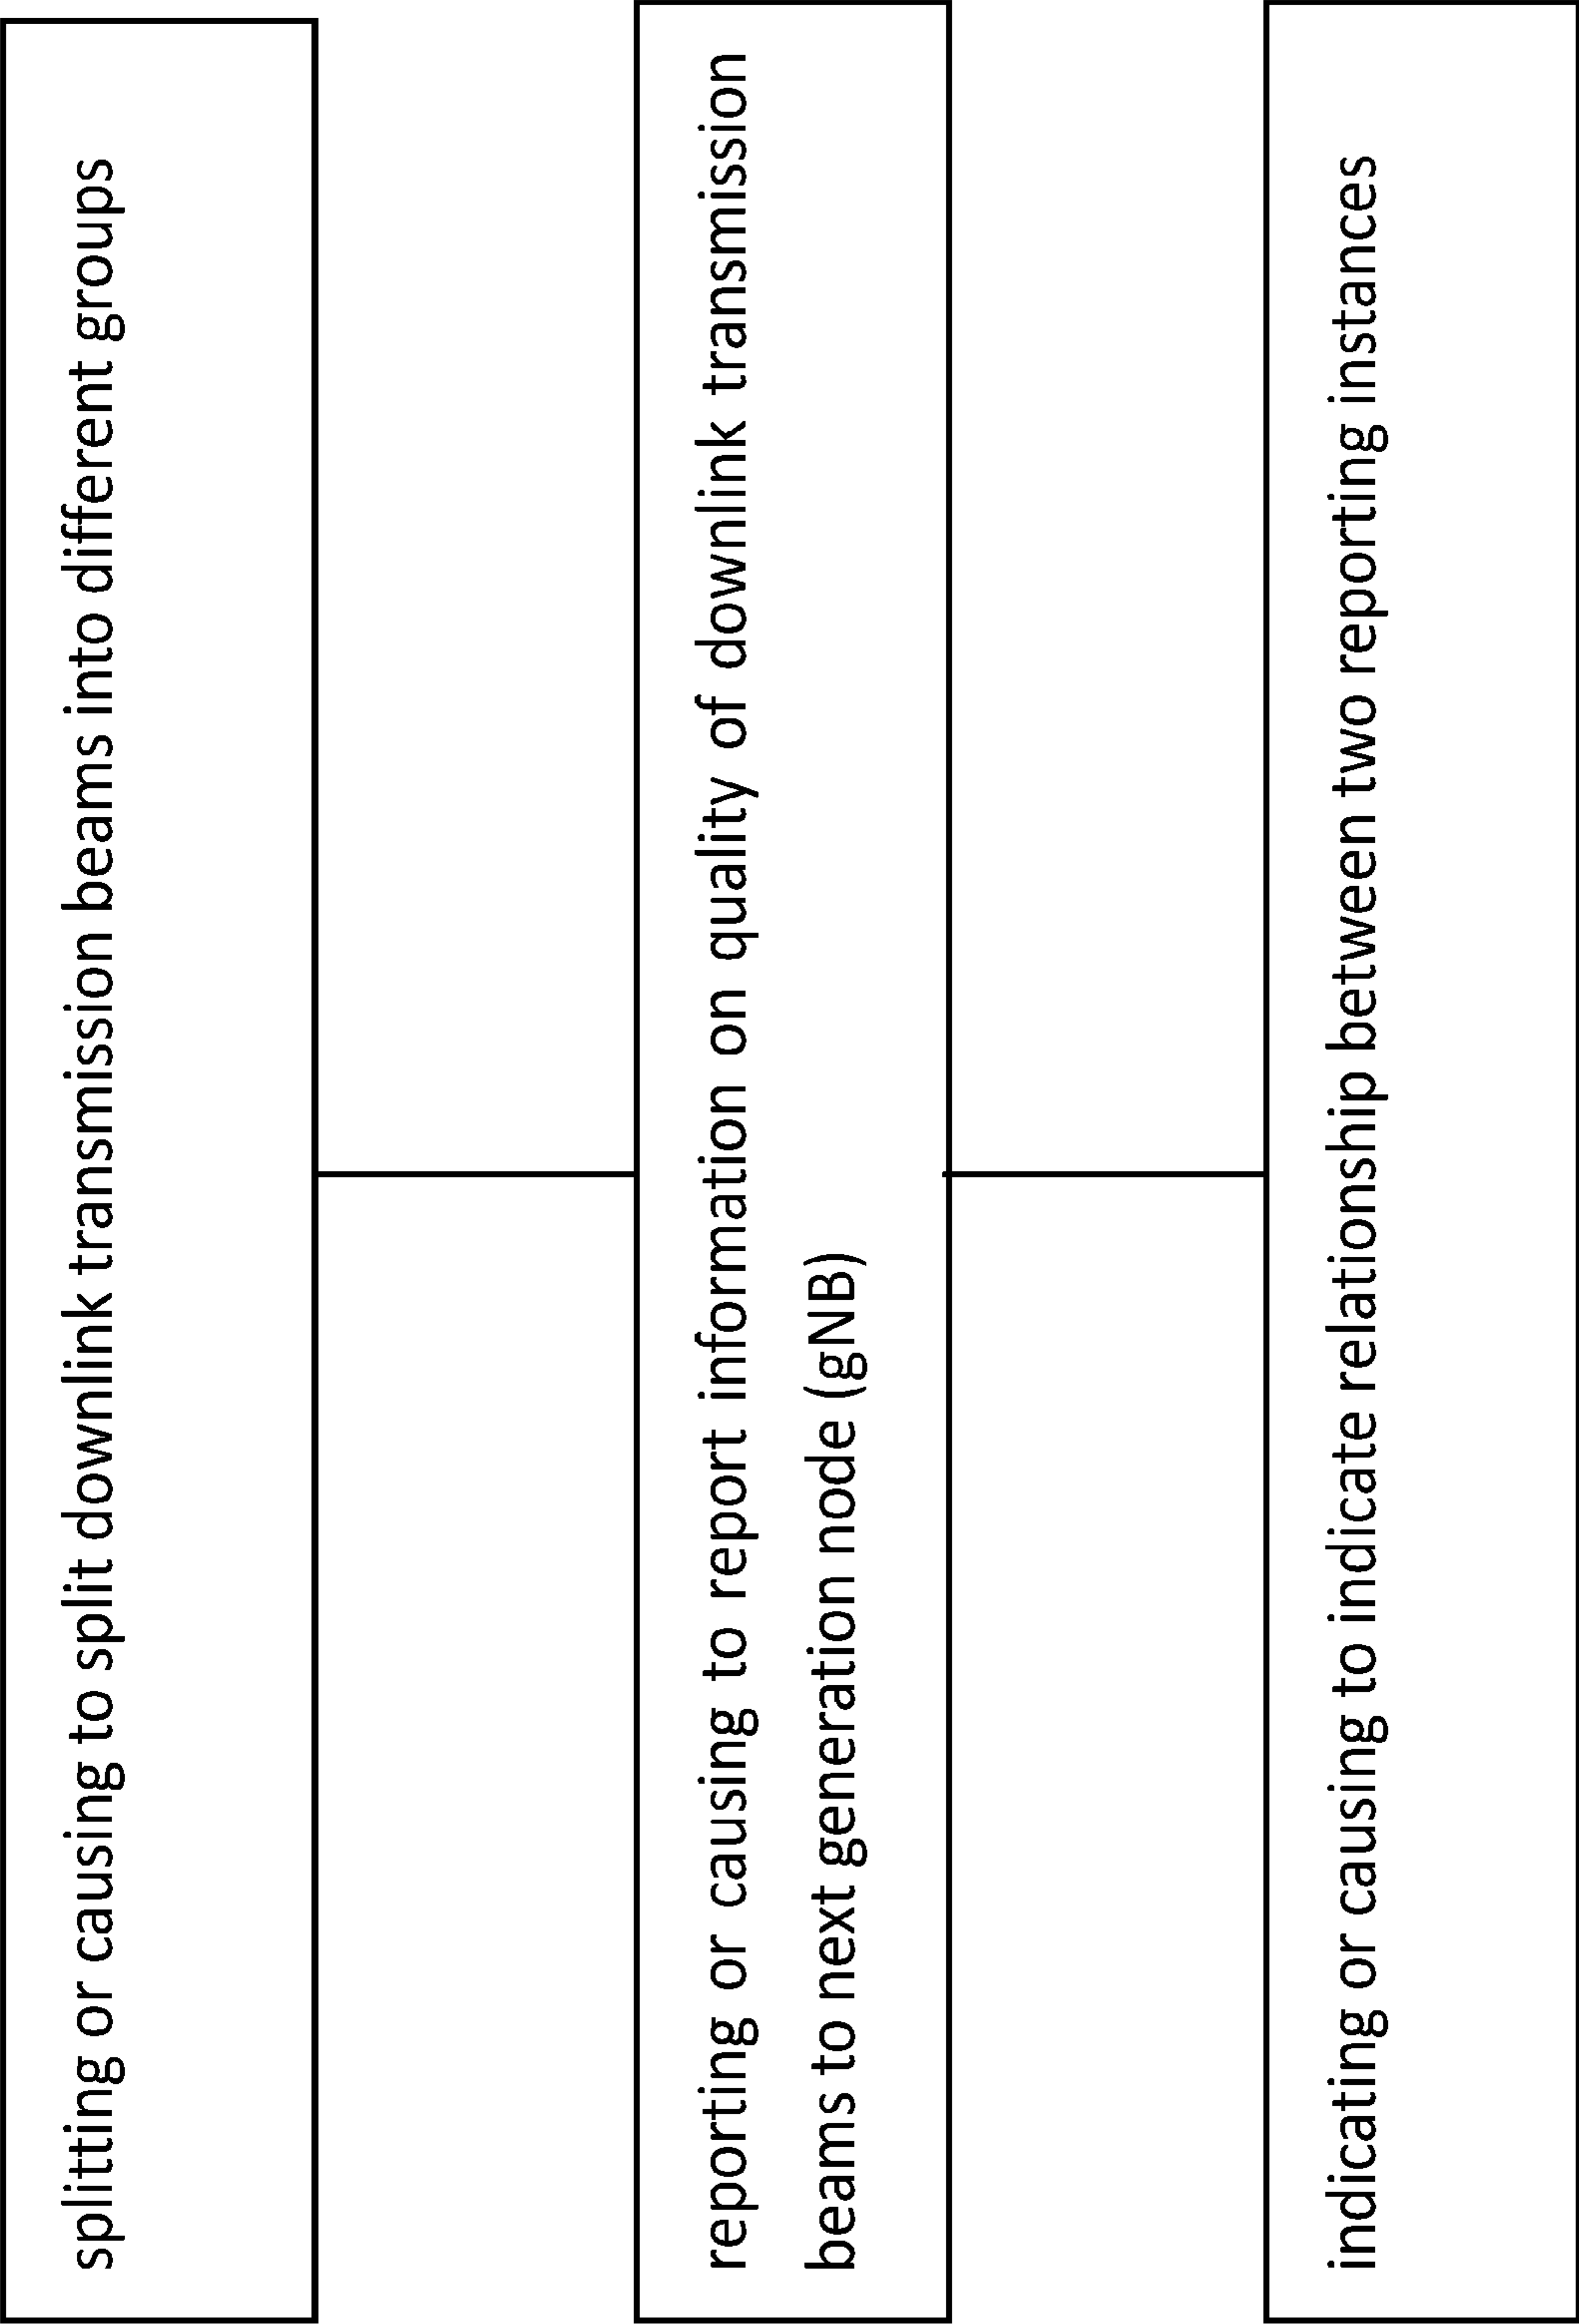 splitting or causing to split downlink transmission beams into different groups
reporting or causing to report information on quality of downlink transmission
beams to next generation node (gNB)
indicating or causing to indicate relationship between two reporting instances